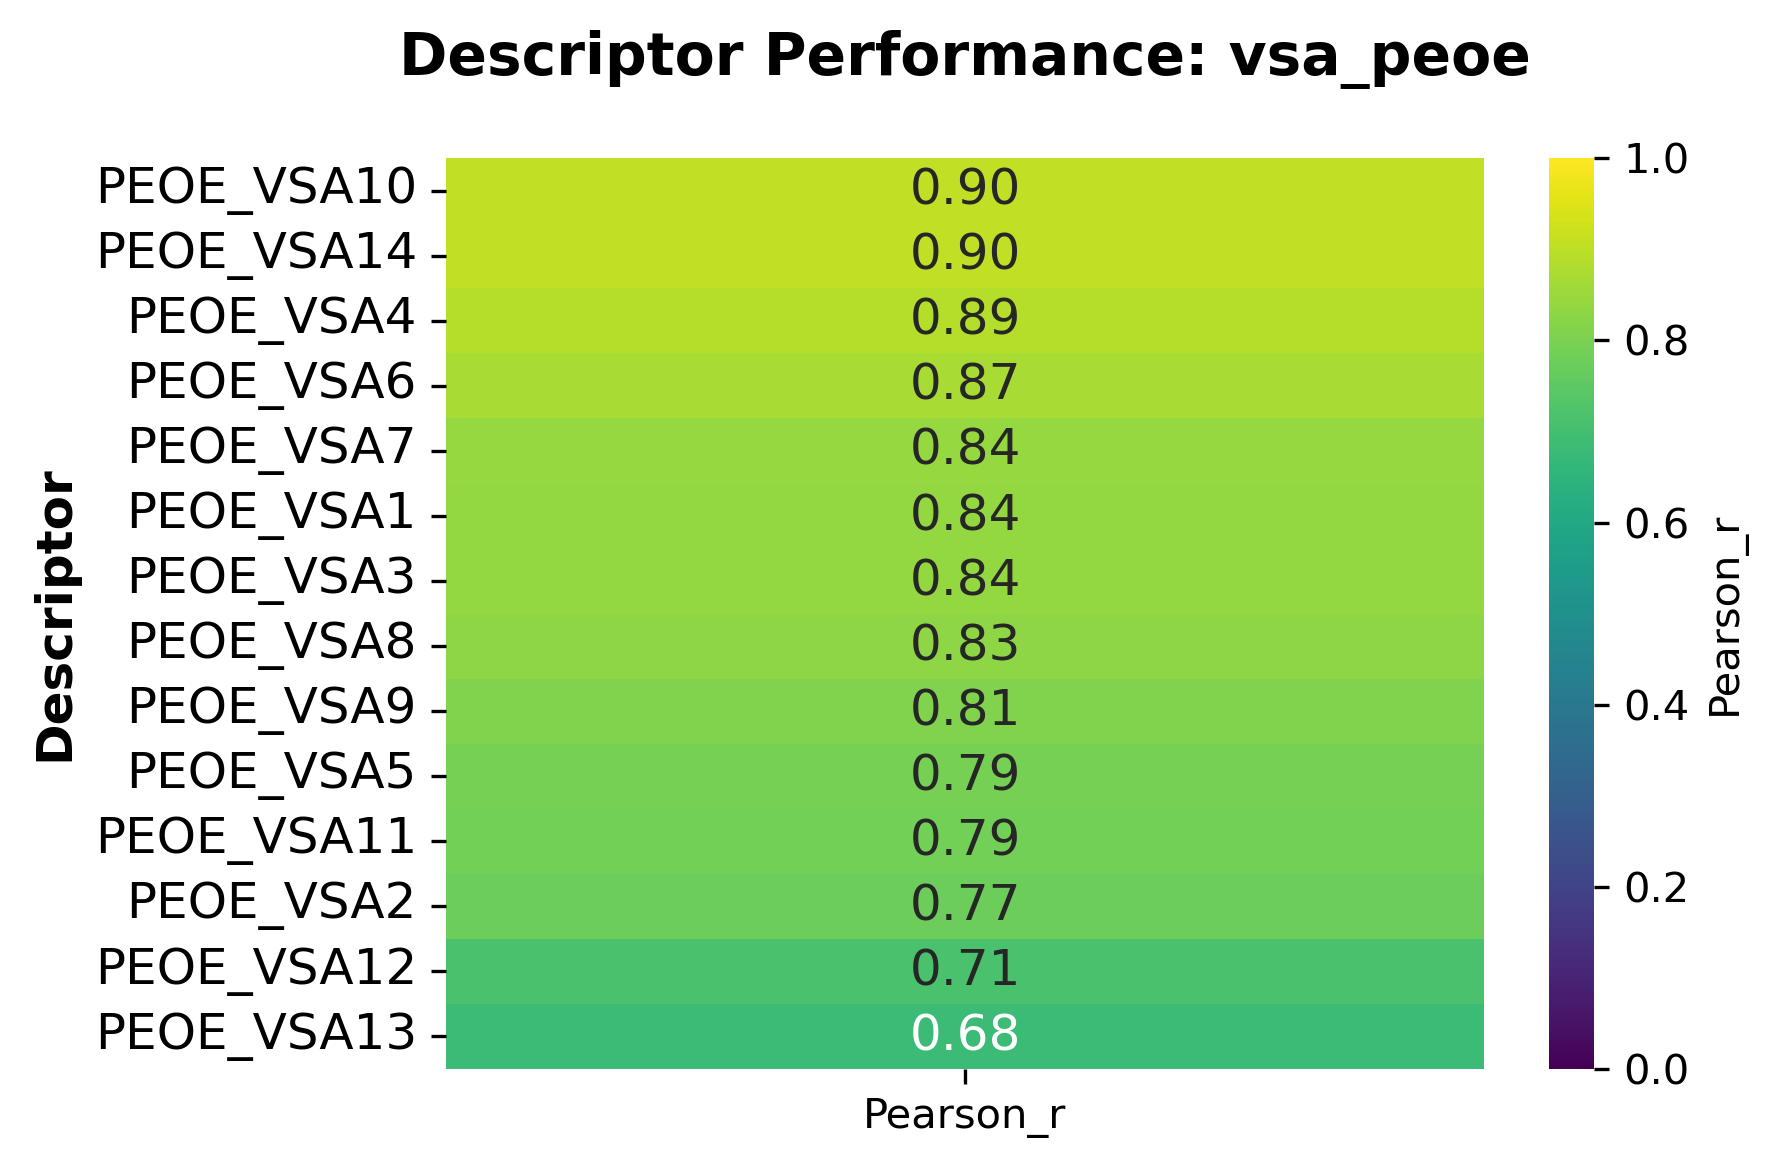 Descriptor Performance: vsa_peoe
Descriptor
PEOE_VSA10 0.90
PEOE_VSA14 0.90
PEOE_VSA4 0.89
PEOE_VSA6 0.87
PEOE_VSA7 0.84
PEOE_VSA1 0.84
PEOE_VSA3 0.84
PEOE_VSA8 0.83
PEOE_VSA9 0.81
PEOE_VSA5 0.79
PEOE_VSA11 0.79
PEOE_VSA2 0.77
PEOE_VSA12 0.71
PEOE_VSA13 0.68
Pearson_r
1.0
0.8
0.6
0.4
0.2
0.0
Pearson_r